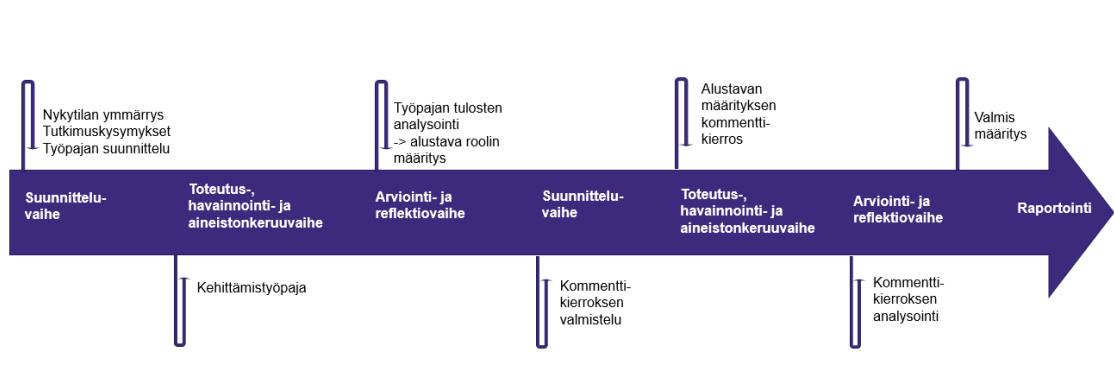 Nykytilan ymmärrys
Tutkimuskysymykset
Työpajan suunnittelu
Työpajan tulosten
analysointi
-> alustava roolin
määritys
Alustavan
määrityksen
kommentti-
kierros
Valmis
määritys
Suunnittelu-
vaihe
Toteutus-,
havainnointi- ja
aineistonkeruuvaihe
Arviointi- ja
reflektiovaihe
Suunnittelu-
vaihe
Toteutus-,
havainnointi- ja
aineistonkeruuvaihe
Arviointi- ja
reflektiovaihe
Raportointi
Kehittämistyöpaja
Kommentti-
kierroksen
valmistelu
Kommentti-
kierroksen
analysointi